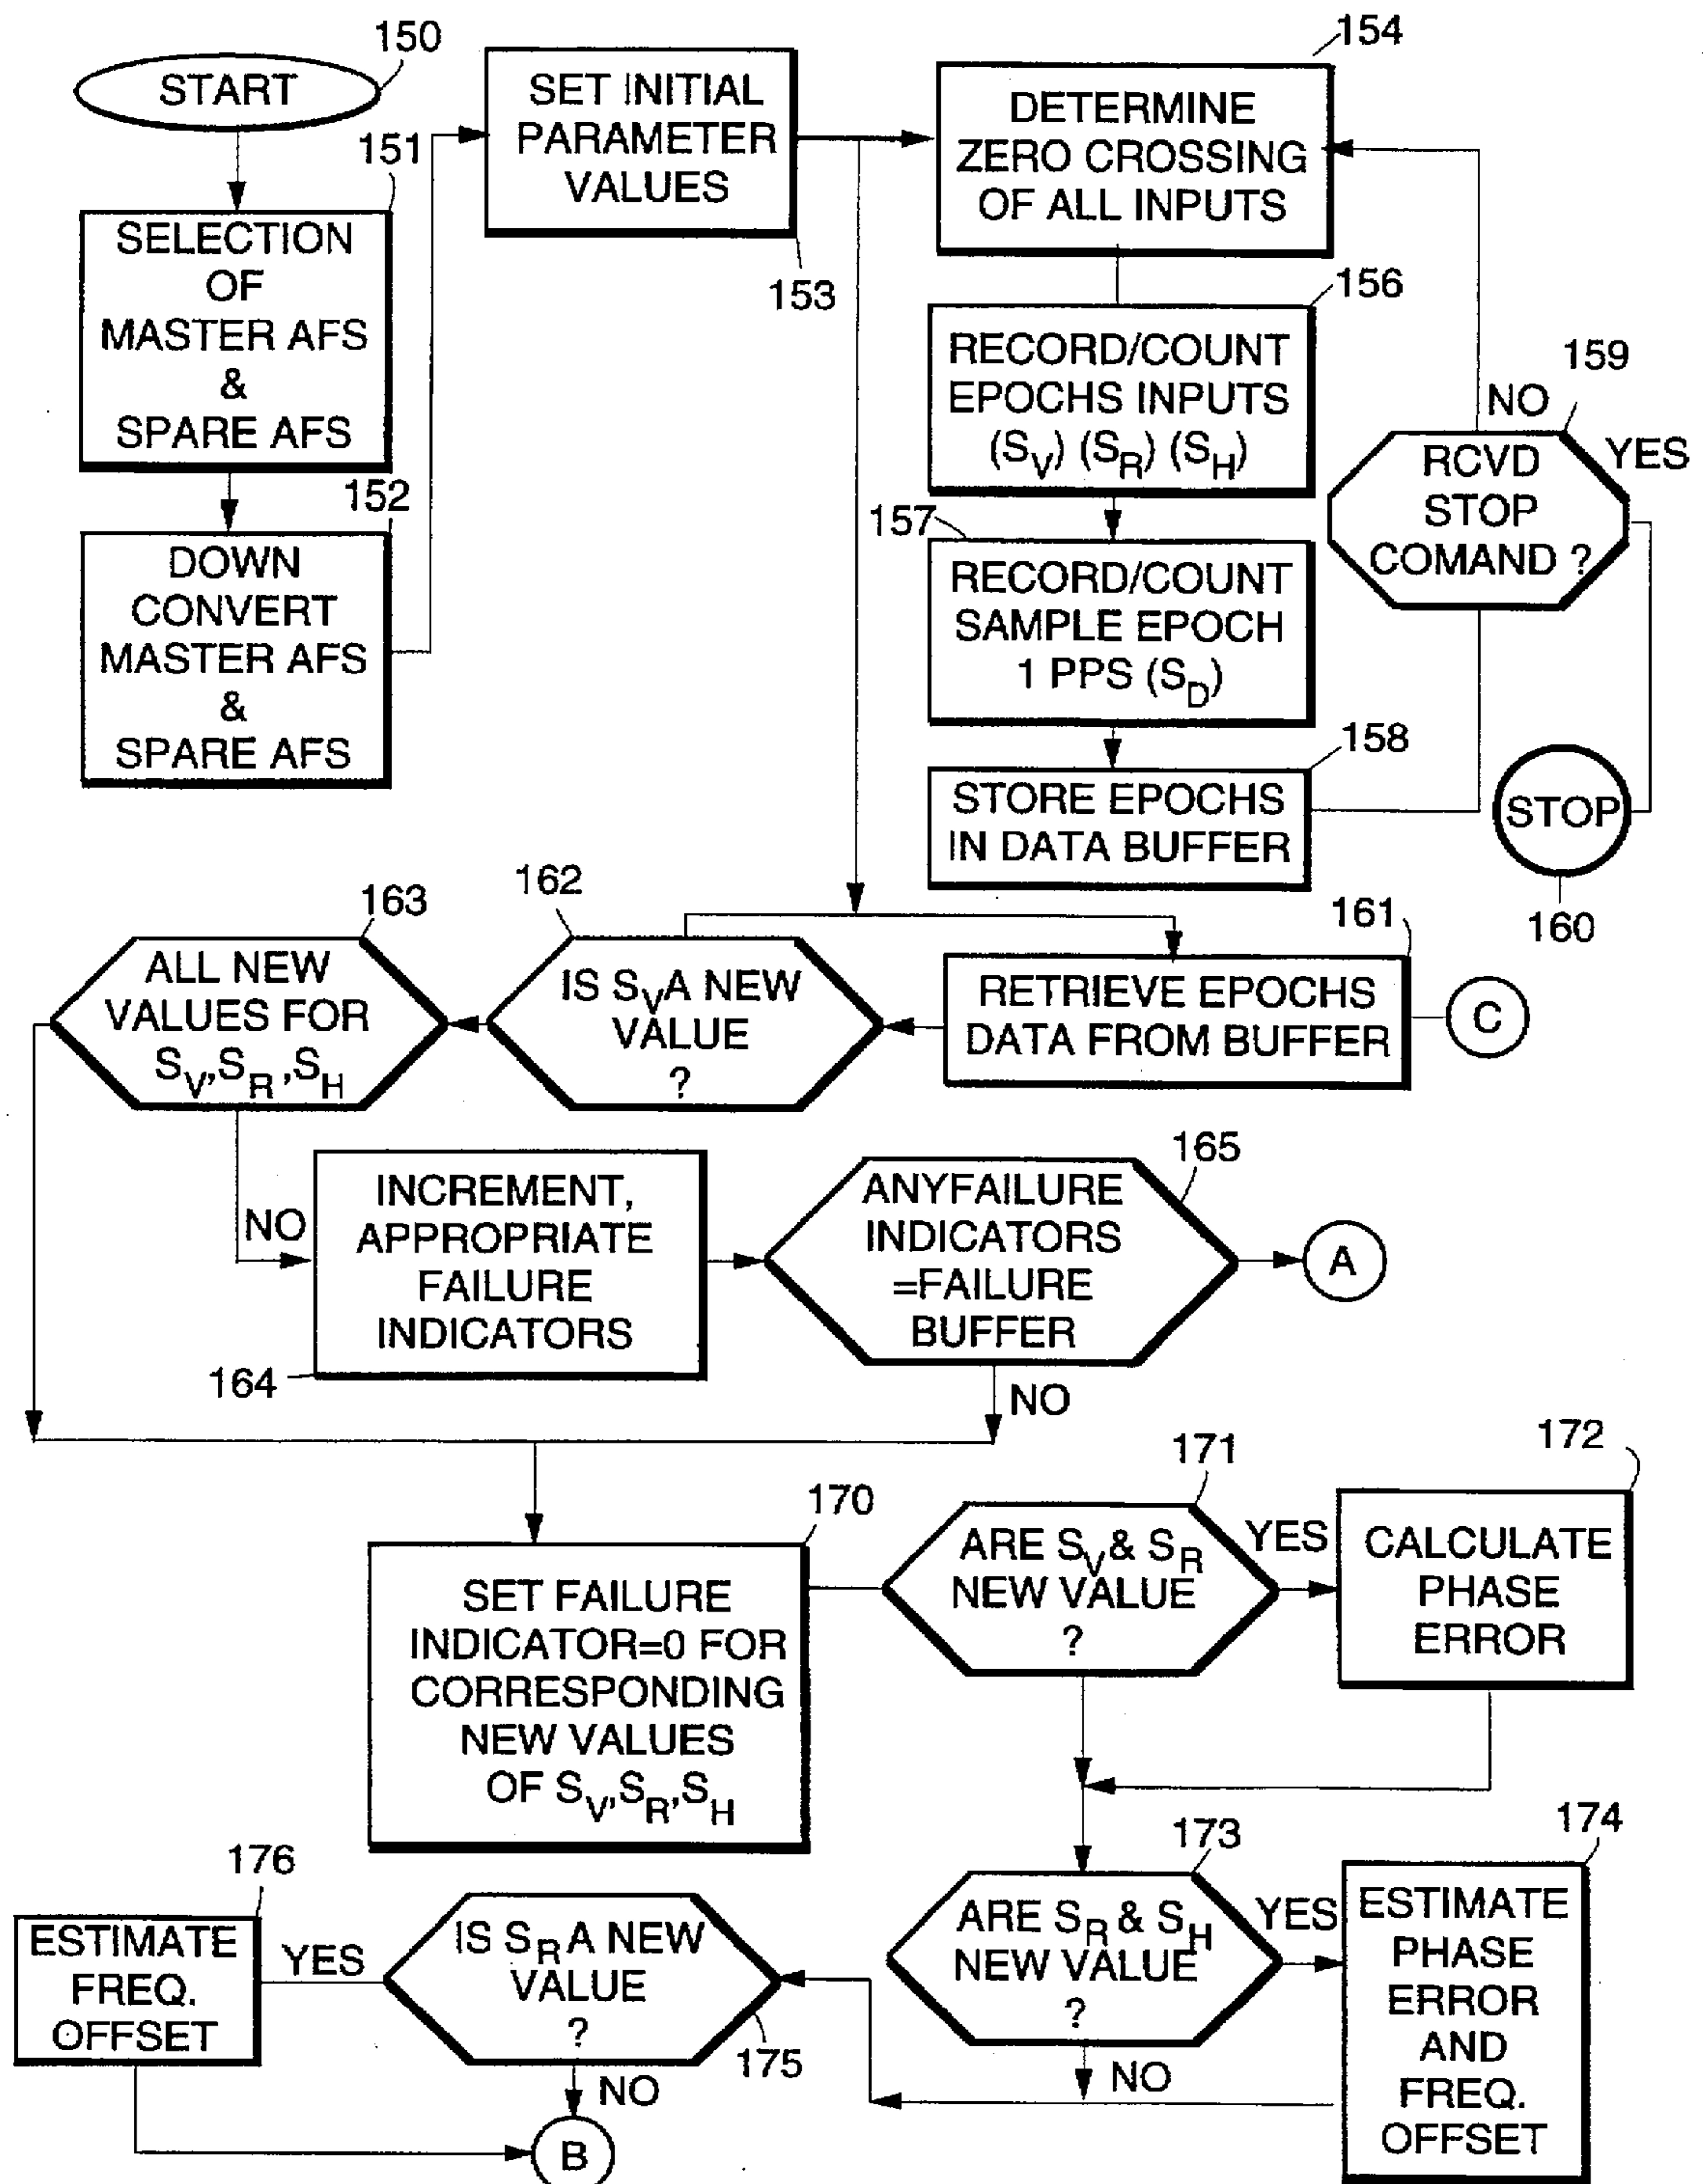 150
START
151
SELECTION
OF
MASTER AFS
&
SPARE AFS
152
DOWN
CONVERT
MASTER AFS
&
SPARE AFS
SET INITIAL
PARAMETER
VALUES
153
154
DETERMINE
ZERO CROSSING
OF ALL INPUTS
156
RECORD/COUNT
EPOCHS INPUTS
(SV) (SR) (SH)
157
RECORD/COUNT
SAMPLE EPOCH
1 PPS (SD)
158
STORE EPOCHS
IN DATA BUFFER
159
NO
YES
RCVD
STOP
COMAND ?
STOP
160
161
RETRIEVE EPOCHS
DATA FROM BUFFER
C
162
IS SV A NEW
VALUE
?
163
ALL NEW
VALUES FOR
SV,SR,SH
NO
INCREMENT,
APPROPRIATE
FAILURE
INDICATORS
164
165
ANYFAILURE
INDICATORS
=FAILURE
BUFFER
A
NO
170
SET FAILURE
INDICATOR=0 FOR
CORRESPONDING
NEW VALUES
OF SV,SR,SH
171
ARE SV & SR
NEW VALUE
?
YES
172
CALCULATE
PHASE
ERROR
173
ARE SR & SH
NEW VALUE
?
YES
NO
174
ESTIMATE
PHASE
ERROR
AND
FREQ.
OFFSET
IS SR A NEW
VALUE
?
175
YES
NO
176
ESTIMATE
FREQ.
OFFSET
B